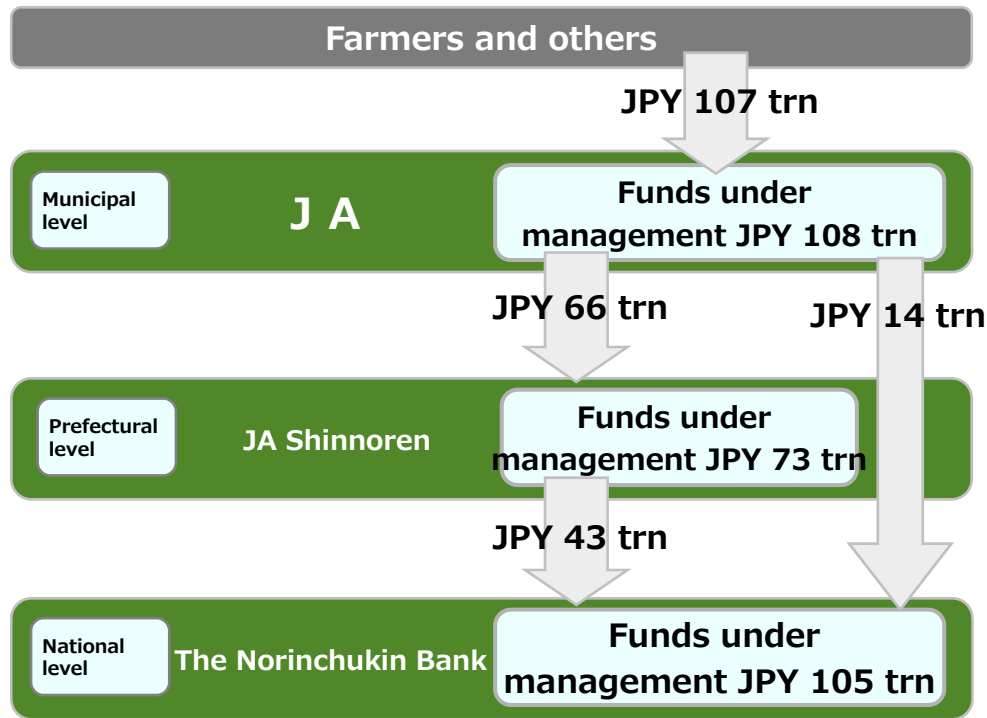 Farmers and others
JPY 107 trn
Municipal
level
J A
Funds under
management JPY 108 trn
JPY 66 trn
JPY 14 trn
Prefectural
level
JA Shinnoren
Funds under
management JPY 73 trn
JPY 43 trn
National
level
The Norinchukin Bank
Funds under
management JPY 105 trn